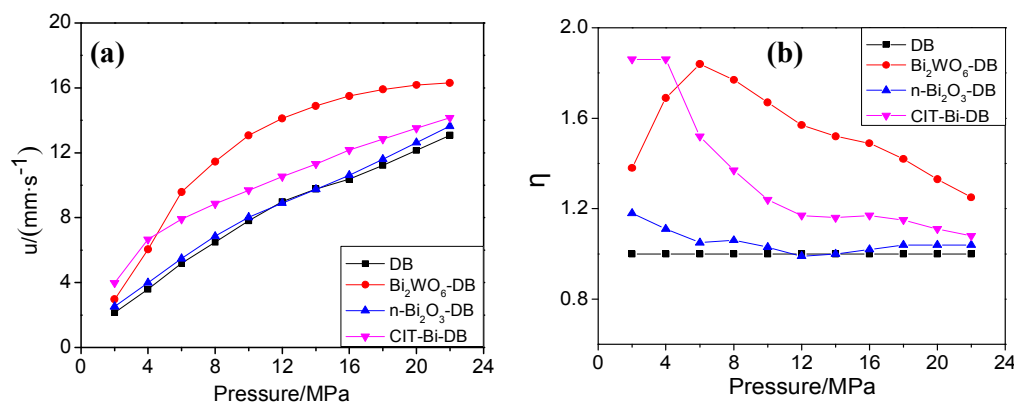 (a)
u/(mm·s⁻¹)
20
16
12
8
4
0
DB
Bi₂WO₆-DB
n-Bi₂O₃-DB
CIT-Bi-DB
0 4 8 12 16 20 24
Pressure/MPa
(b)
η
2.0
1.6
1.2
0.8
DB
Bi₂WO₆-DB
n-Bi₂O₃-DB
CIT-Bi-DB
0 4 8 12 16 20 24
Pressure/MPa